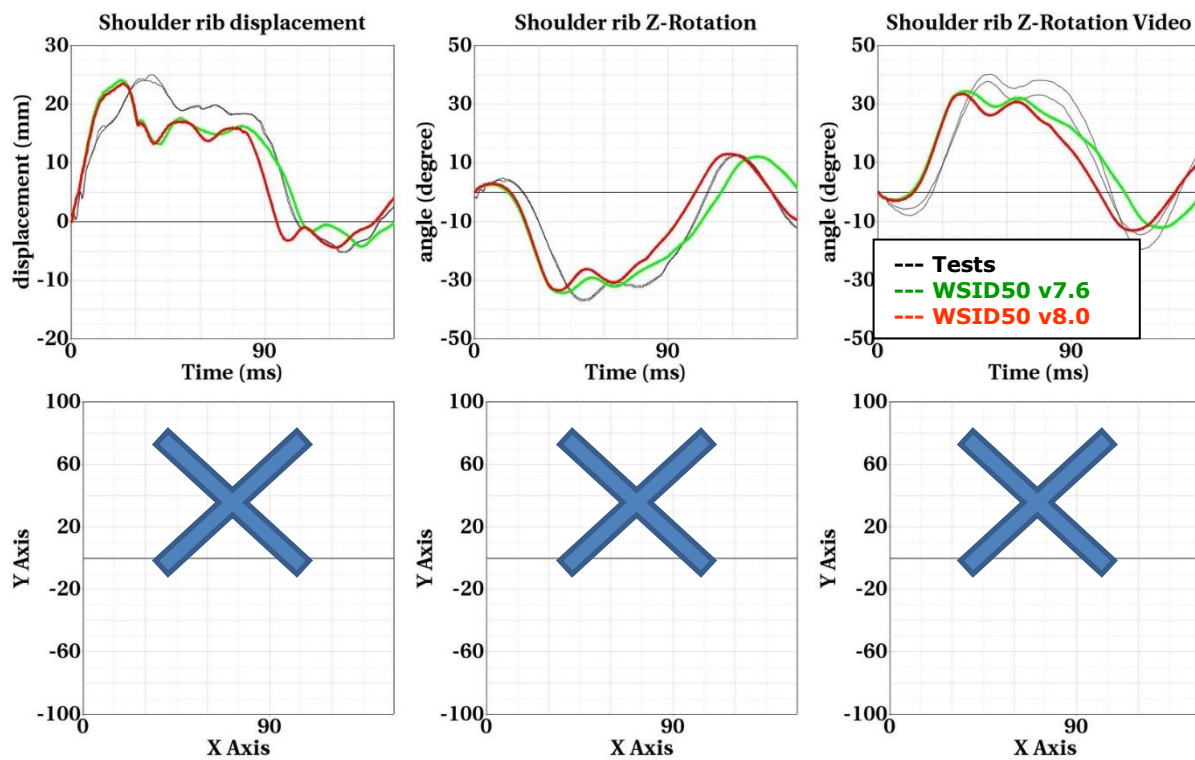 Shoulder rib displacement
displacement (mm)
30
20
10
0
-10
-20
0
90
Time (ms)
Shoulder rib Z-Rotation
angle (degree)
50
30
10
-10
-30
-50
0
90
Time (ms)
Shoulder rib Z-Rotation Video
angle (degree)
50
30
10
-10
-30
-50
0
90
Time (ms)
--- Tests
--- WSID50 v7.6
--- WSID50 v8.0
Y Axis
100
60
20
-20
-60
-100
0
90
X Axis
Y Axis
100
60
20
-20
-60
-100
0
90
X Axis
Y Axis
100
60
20
-20
-60
-100
0
90
X Axis